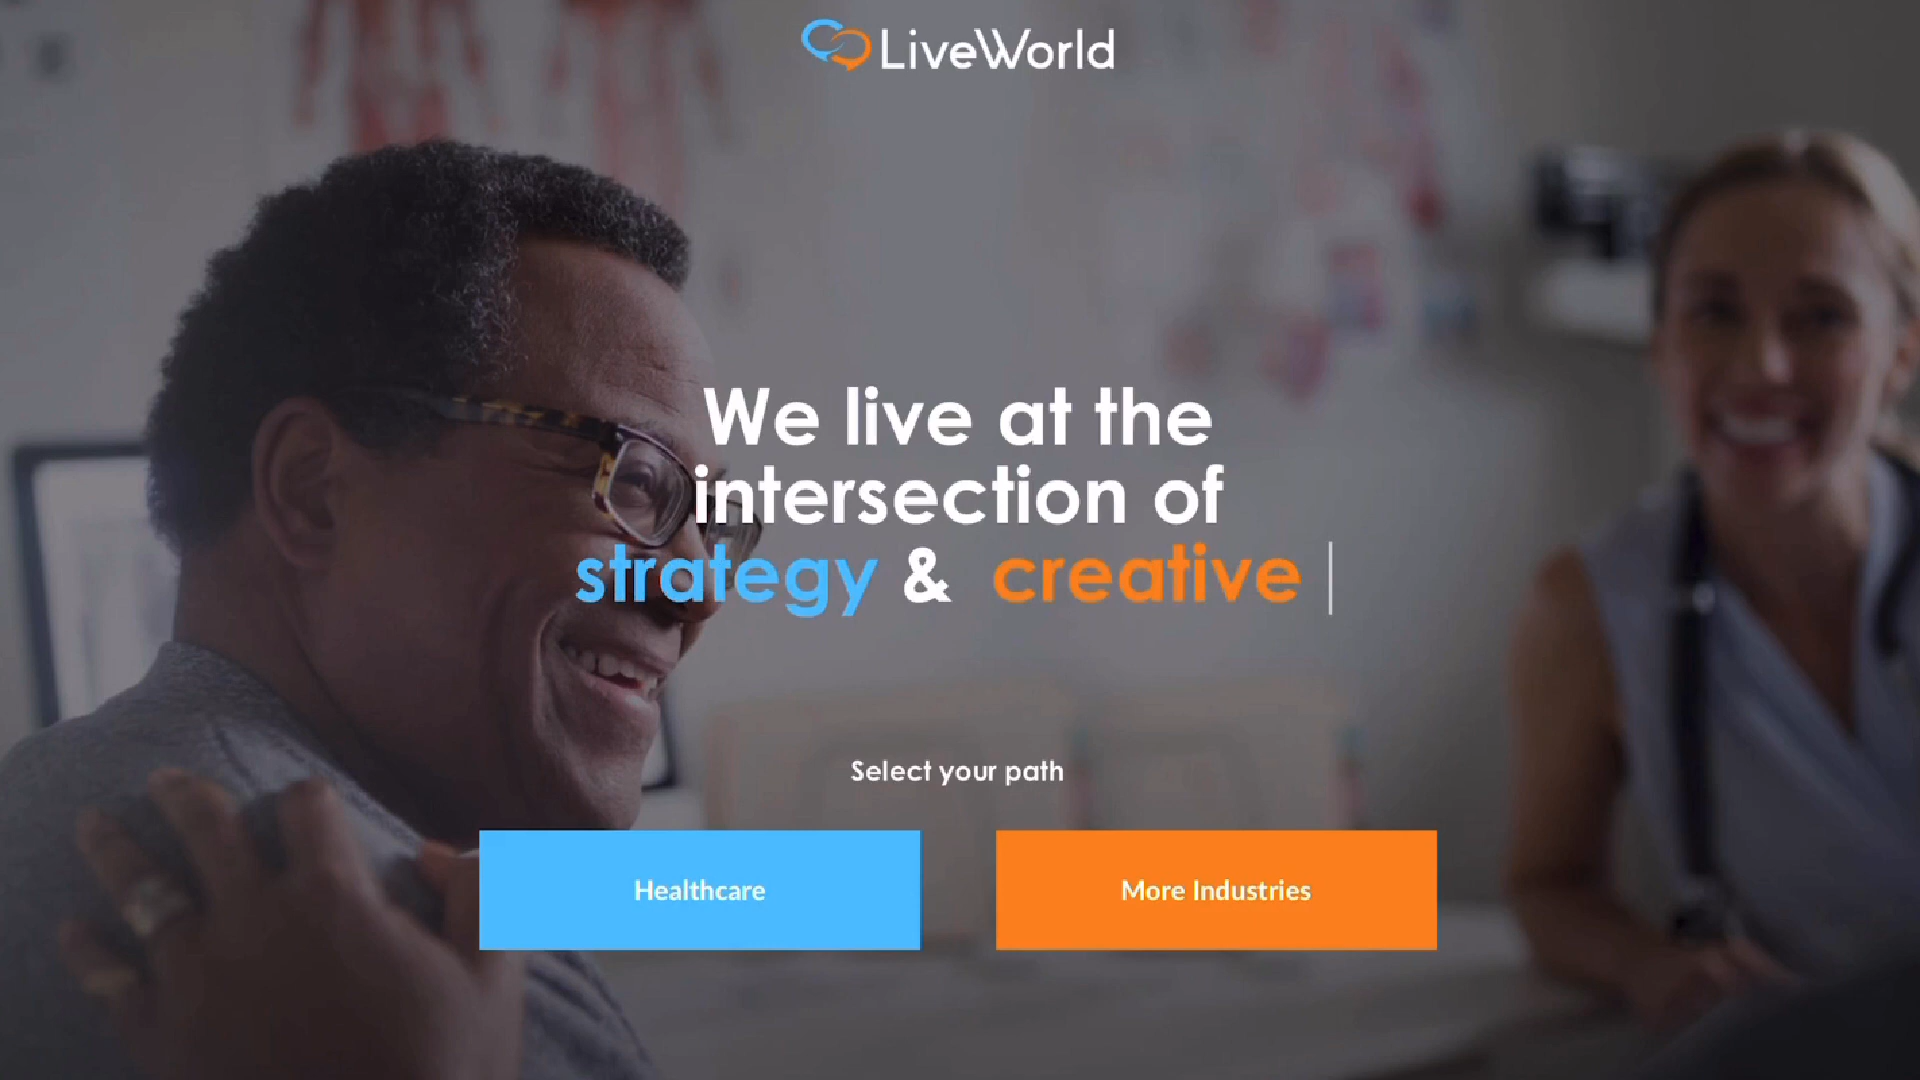 LiveWorld
We live at the
intersection of
strategy & creative
Select your path
Healthcare
More Industries